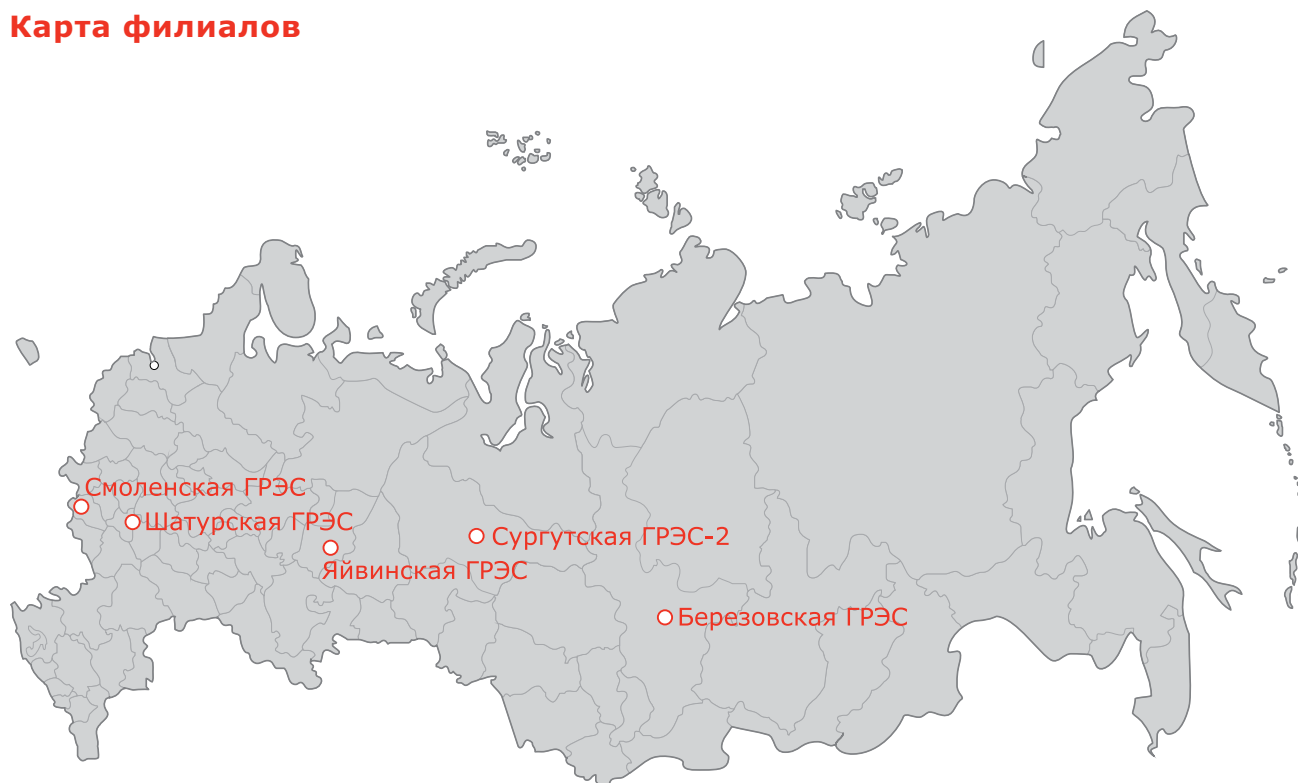 Карта филиалов
Смоленская ГРЭС
Шатурская ГРЭС
Сургутская ГРЭС-2
Яйвинская ГРЭС
Березовская ГРЭС